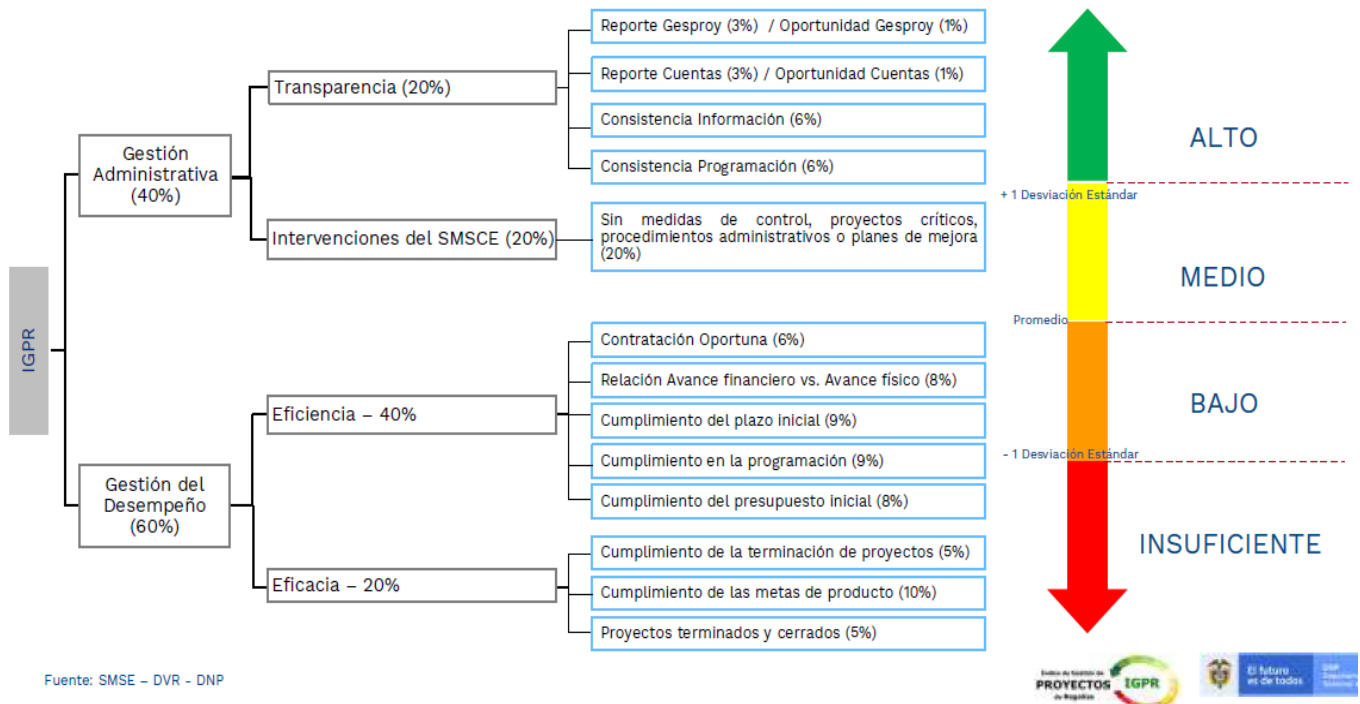 IGPR
Gestión
Administrativa
(40%)
Gestión del
Desempeño
(60%)
Transparencia (20%)
Intervenciones del SMSCE (20%)
Eficiencia – 40%
Eficacia – 20%
Reporte Gesproy (3%) / Oportunidad Gesproy (1%)
Reporte Cuentas (3%) / Oportunidad Cuentas (1%)
Consistencia Información (6%)
Consistencia Programación (6%)
Sin medidas de control, proyectos críticos,
procedimientos administrativos o planes de mejora
(20%)
Contratación Oportuna (6%)
Relación Avance financiero vs. Avance físico (8%)
Cumplimiento del plazo inicial (9%)
Cumplimiento en la programación (9%)
Cumplimiento del presupuesto inicial (8%)
Cumplimiento de la terminación de proyectos (5%)
Cumplimiento de las metas de producto (10%)
Proyectos terminados y cerrados (5%)
ALTO
+ 1 Desviación Estándar
MEDIO
Promedio
BAJO
- 1 Desviación Estándar
INSUFICIENTE
Fuente: SMSE – DVR - DNP
Índice de Gestión de
PROYECTOS
de Regalías
IGPR
El futuro
es de todos
DNP